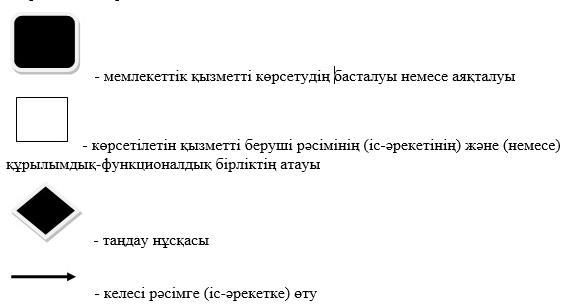 - мемлекеттік қызметті көрсетудің басталуы немесе аяқталуы
- көрсетілетін қызметті беруші рәсімінің (іс-әрекетінің) және (немесе)
құрылымдық-функционалдық бірліктің атауы
- таңдау нұсқасы
- келесі рәсімге (іс-әрекетке) өту